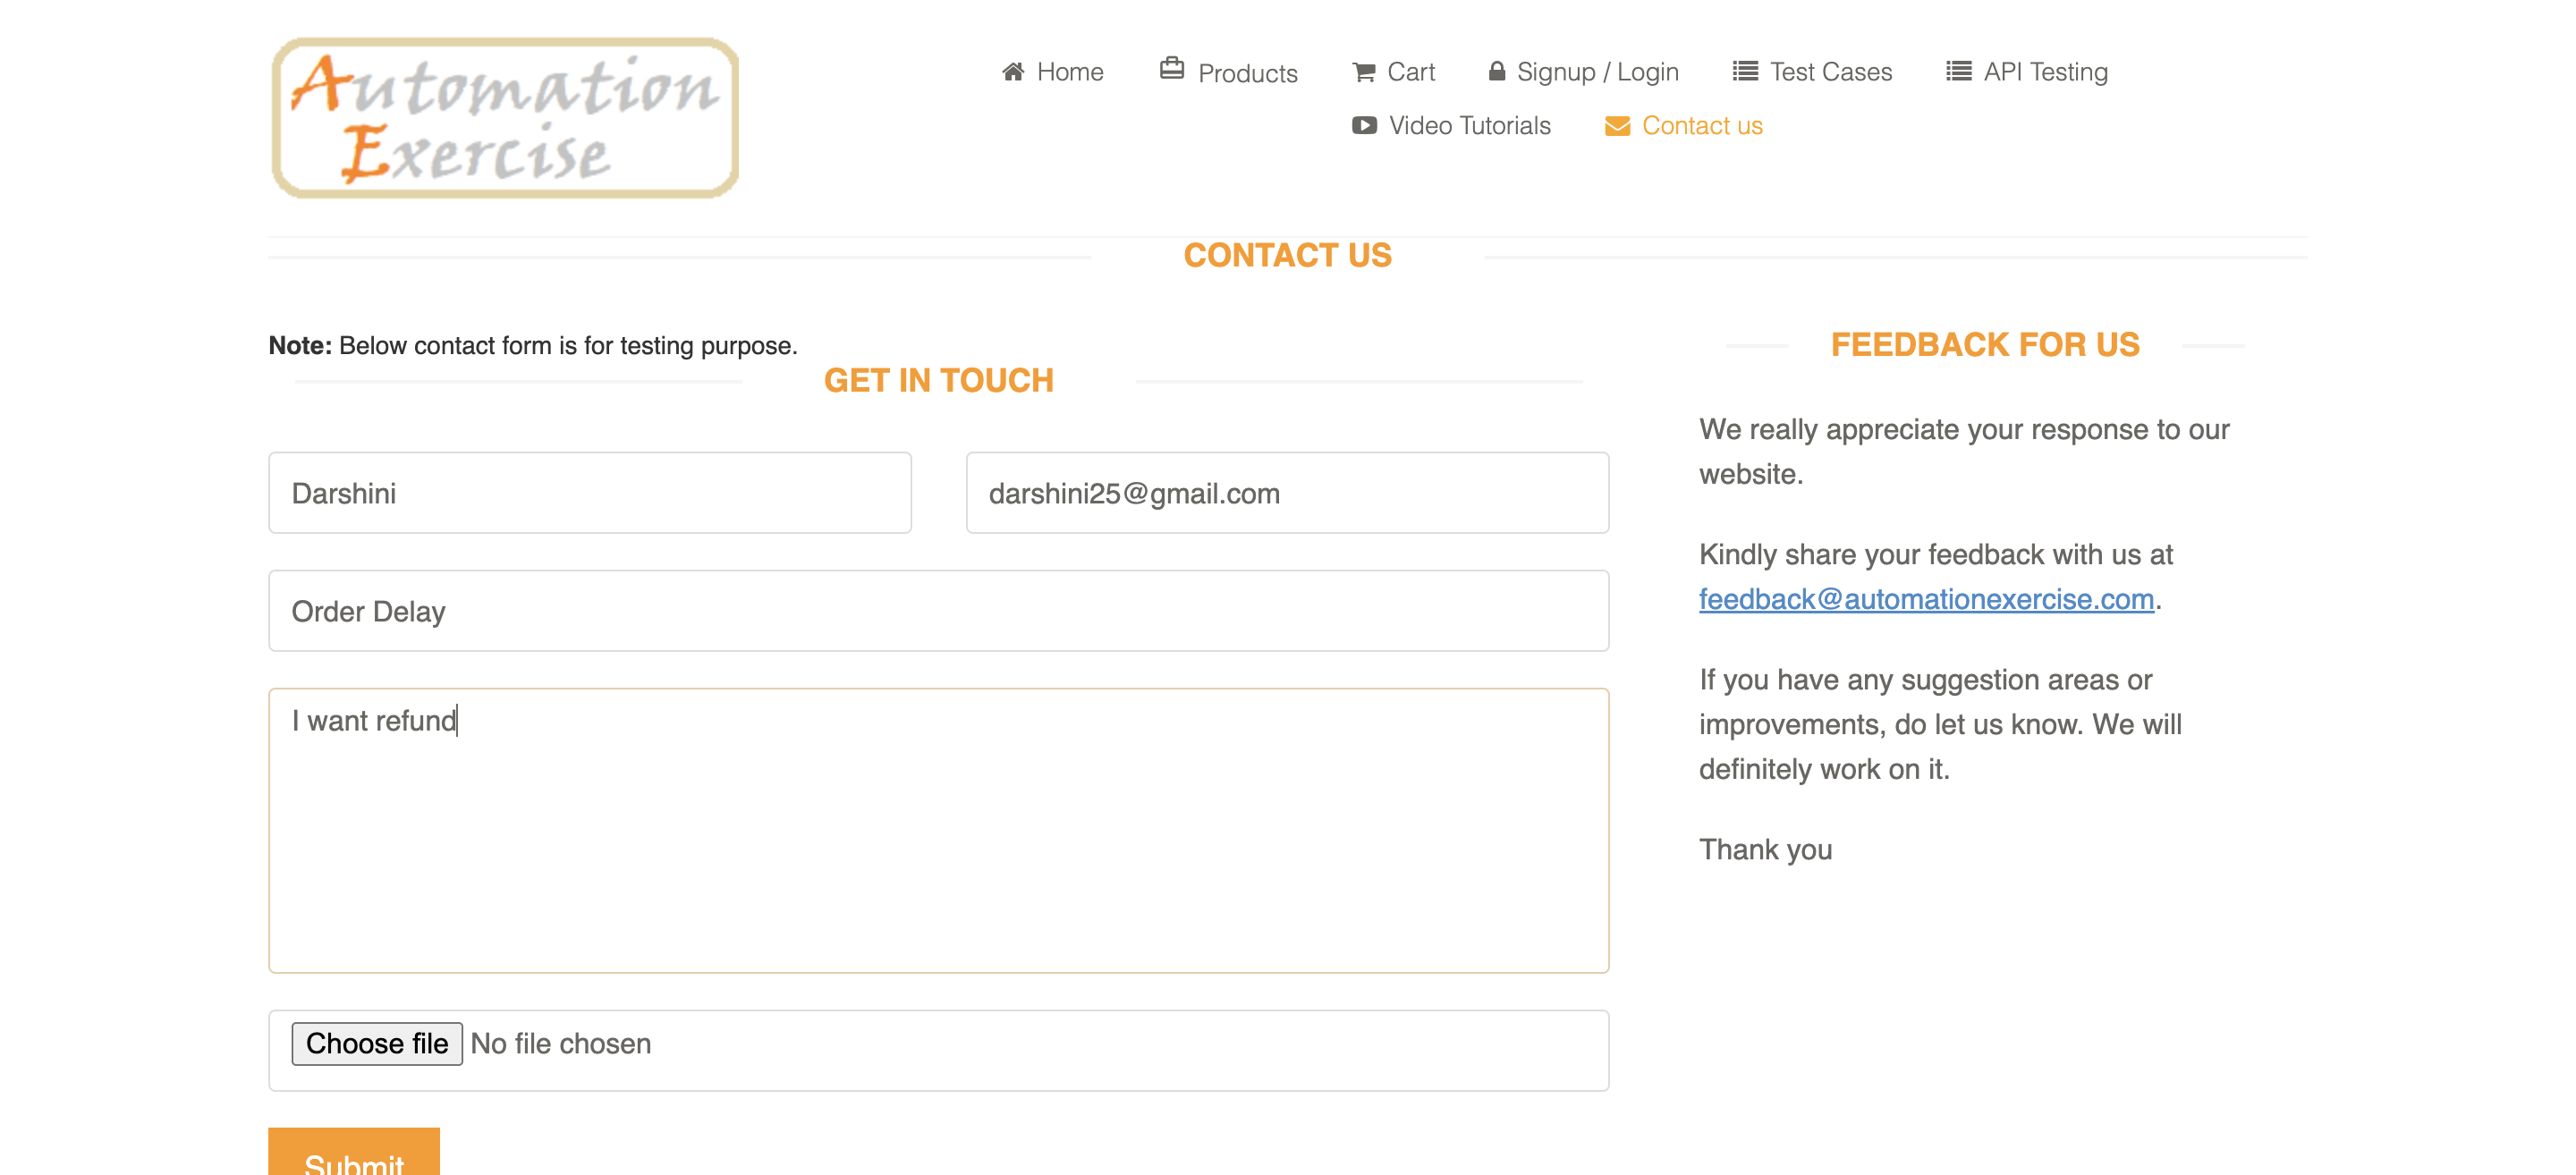 Automation
Exercise
Home
Products
Cart
Signup / Login
Test Cases
API Testing
Video Tutorials
Contact us
CONTACT US
Note: Below contact form is for testing purpose.
GET IN TOUCH
Darshini
darshini25@gmail.com
Order Delay
I want refund
Choose file No file chosen
Submit
FEEDBACK FOR US
We really appreciate your response to our
website.
Kindly share your feedback with us at
feedback@automationexercise.com.
If you have any suggestion areas or
improvements, do let us know. We will
definitely work on it.
Thank you